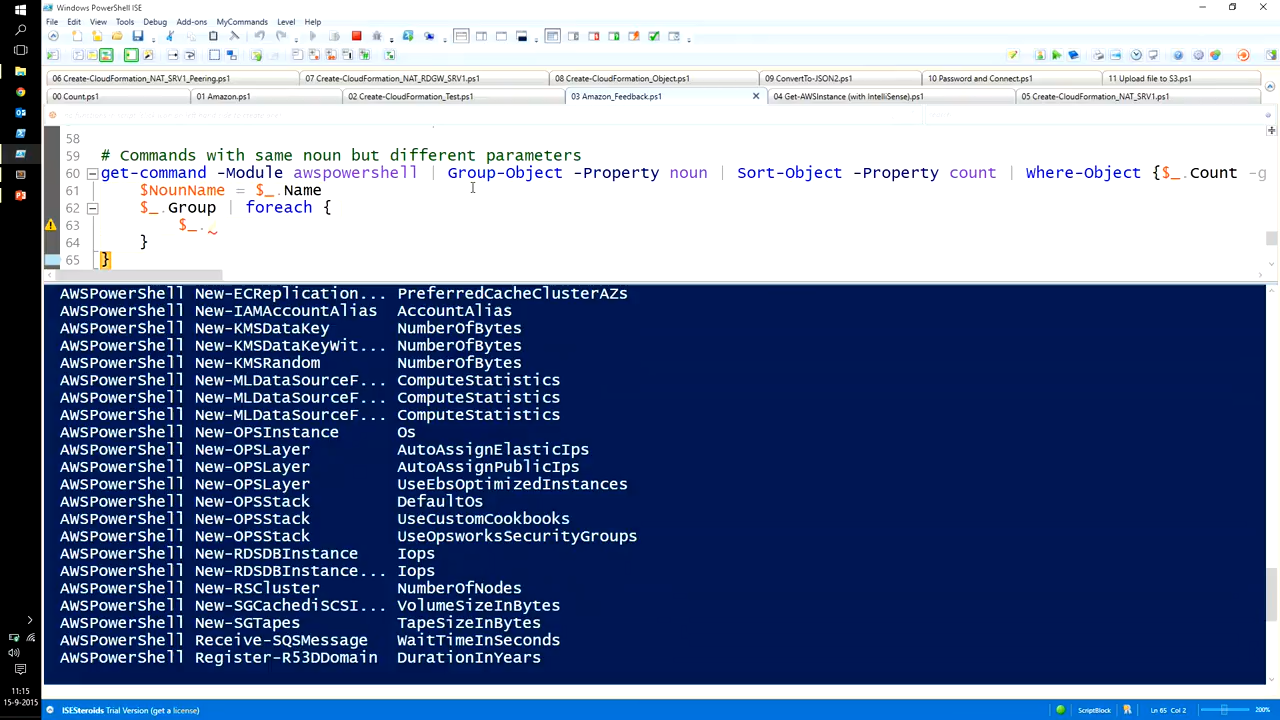 Windows PowerShell ISE
File Edit View Tools Debug Add-ons MyCommands Level Help
06 Create-CloudFormation_NAT_SRV1_Peering.ps1 07 Create-CloudFormation_NAT_RDGW_SRV1.ps1 08 Create-CloudFormation_Object.ps1 09 ConvertTo-JSON2.ps1 10 Password and Connect.ps1 11 Upload file to S3.ps1
00 Count.ps1 01 Amazon.ps1 02 Create-CloudFormation_Test.ps1 03 Amazon_Feedback.ps1 04 Get-AWSInstance (with IntelliSense).ps1 05 Create-CloudFormation_NAT_SRV1.ps1
58
59 # Commands with same noun but different parameters
60 get-command -Module awspowershell | Group-Object -Property noun | Sort-Object -Property count | Where-Object {$_.Count -g
61 $NounName = $_.Name
62 $_.Group | foreach {
63 $_.
64 }
65 }
AWSPowerShell New-ECReplication... PreferredCacheClusterAZs
AWSPowerShell New-IAMAccountAlias AccountAlias
AWSPowerShell New-KMSDataKey NumberOfBytes
AWSPowerShell New-KMSDataKeyWit... NumberOfBytes
AWSPowerShell New-KMSRandom NumberOfBytes
AWSPowerShell New-MLDataSourceF... ComputeStatistics
AWSPowerShell New-MLDataSourceF... ComputeStatistics
AWSPowerShell New-MLDataSourceF... ComputeStatistics
AWSPowerShell New-OPSInstance Os
AWSPowerShell New-OPSLayer AutoAssignElasticIps
AWSPowerShell New-OPSLayer AutoAssignPublicIps
AWSPowerShell New-OPSLayer UseEbsOptimizedInstances
AWSPowerShell New-OPSStack DefaultOs
AWSPowerShell New-OPSStack UseCustomCookbooks
AWSPowerShell New-OPSStack UseOpsworksSecurityGroups
AWSPowerShell New-RDSDBInstance Iops
AWSPowerShell New-RDSDBInstance... Iops
AWSPowerShell New-RSCluster NumberOfNodes
AWSPowerShell New-SGCachediSCSI... VolumeSizeInBytes
AWSPowerShell New-SGTapes TapeSizeInBytes
AWSPowerShell Receive-SQSMessage WaitTimeInSeconds
AWSPowerShell Register-R53DDomain DurationInYears
11:15
15-9-2015
ISESteroids Trial Version (get a license) ScriptBlock Ln 65 Col 2 200%